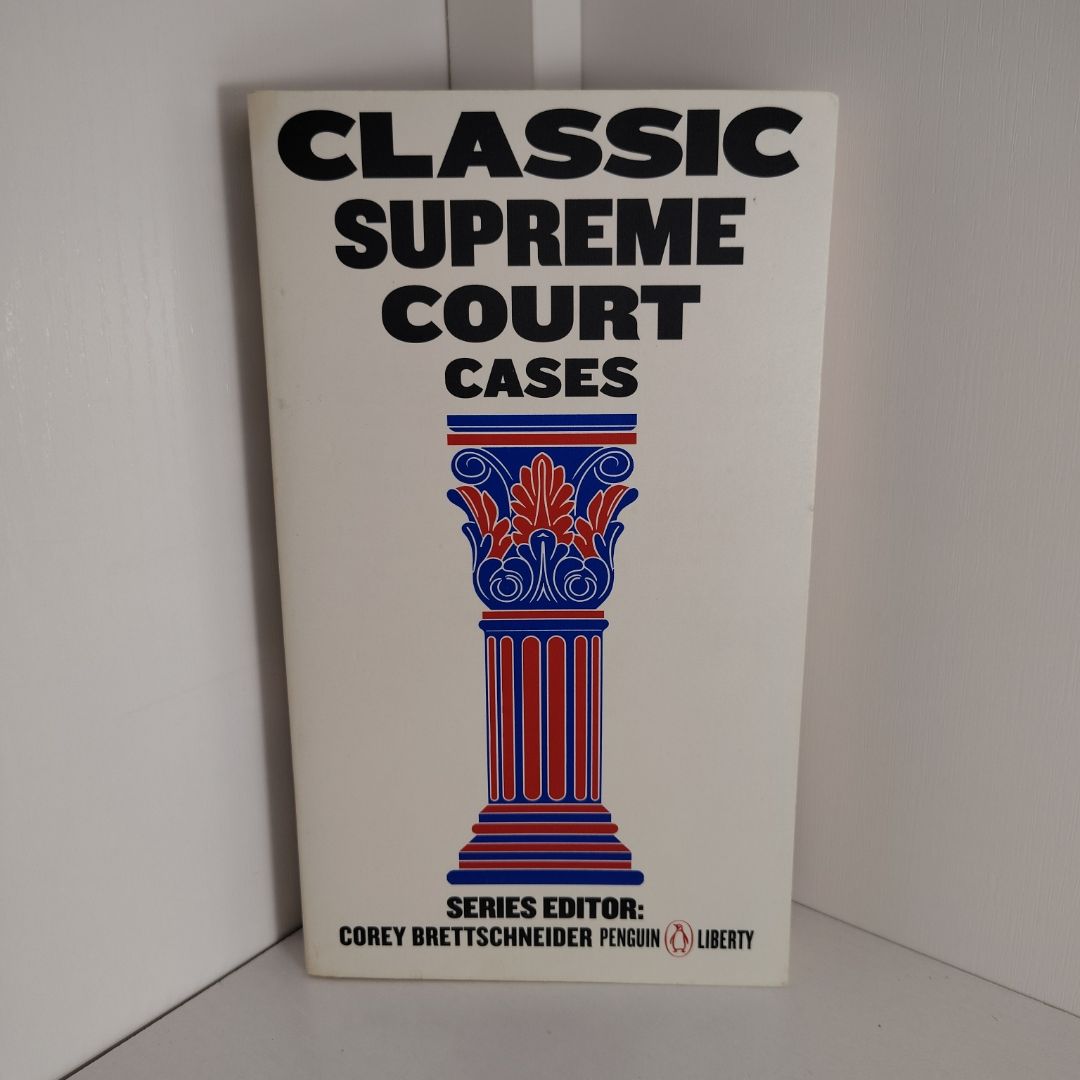 CLASSIC
SUPREME
COURT
CASES
SERIES EDITOR:
COREY BRETTSCHNEIDER PENGUIN LIBERTY